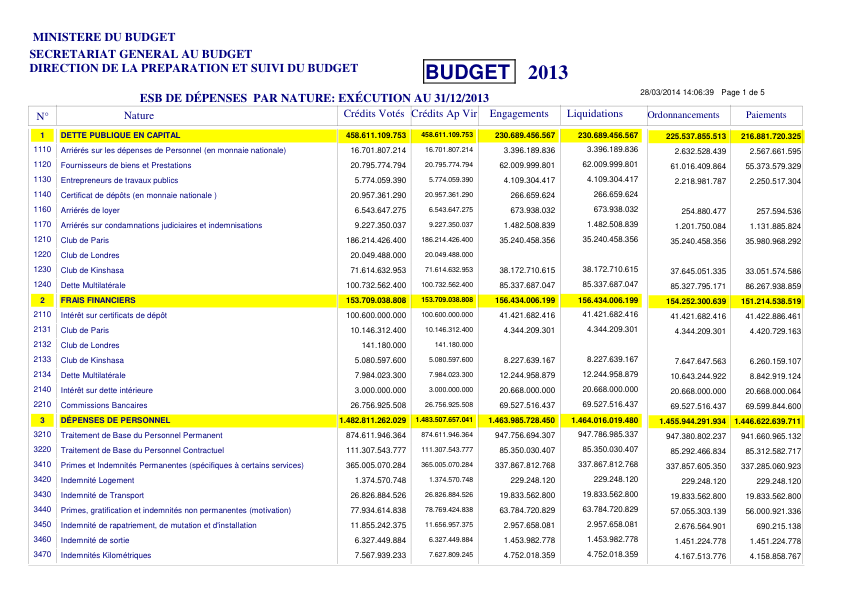 MINISTERE DU BUDGET
SECRETARIAT GENERAL AU BUDGET
DIRECTION DE LA PREPARATION ET SUIVI DU BUDGET
BUDGET 2013
28/03/2014 14:06:39 Page 1 de 5
ESB DE DÉPENSES PAR NATURE: EXÉCUTION AU 31/12/2013
N° Nature Crédits Votés Crédits Ap Vir Engagements Liquidations Ordonnancements Paiements
1 DETTE PUBLIQUE EN CAPITAL 458.611.109.753 458.611.109.753 230.689.456.567 230.689.456.567 225.537.855.513 216.881.720.325
1110 Arriérés sur les dépenses de Personnel (en monnaie nationale) 16.701.807.214 16.701.807.214 3.396.189.836 3.396.189.836 2.632.528.439 2.567.661.595
1120 Fournisseurs de biens et Prestations 20.795.774.794 20.795.774.794 62.009.999.801 62.009.999.801 61.016.409.864 55.373.579.329
1130 Entrepreneurs de travaux publics 5.774.059.390 5.774.059.390 4.109.304.417 4.109.304.417 2.218.981.787 2.250.517.304
1140 Certificat de dépôts (en monnaie nationale ) 20.957.361.290 20.957.361.290 266.659.624 266.659.624
1160 Arriérés de loyer 6.543.647.275 6.543.647.275 673.938.032 673.938.032 254.880.477 257.594.536
1170 Arriérés sur condamnations judiciaires et indemnisations 9.227.350.037 9.227.350.037 1.482.508.839 1.482.508.839 1.201.750.084 1.131.885.824
1210 Club de Paris 186.214.426.400 186.214.426.400 35.240.458.356 35.240.458.356 35.240.458.356 35.980.968.292
1220 Club de Londres 20.049.488.000 20.049.488.000
1230 Club de Kinshasa 71.614.632.953 71.614.632.953 38.172.710.615 38.172.710.615 37.645.051.335 33.051.574.586
1240 Dette Multilatérale 100.732.562.400 100.732.562.400 85.337.687.047 85.337.687.047 85.327.795.171 86.267.938.859
2 FRAIS FINANCIERS 153.709.038.808 153.709.038.808 156.434.006.199 156.434.006.199 154.252.300.639 151.214.538.519
2110 Intérêt sur certificats de dépôt 100.600.000.000 100.600.000.000 41.421.682.416 41.421.682.416 41.421.682.416 41.422.886.461
2131 Club de Paris 10.146.312.400 10.146.312.400 4.344.209.301 4.344.209.301 4.344.209.301 4.420.729.163
2132 Club de Londres 141.180.000 141.180.000
2133 Club de Kinshasa 5.080.597.600 5.080.597.600 8.227.639.167 8.227.639.167 7.647.647.563 6.260.159.107
2134 Dette Multilatérale 7.984.023.300 7.984.023.300 12.244.958.879 12.244.958.879 10.643.244.922 8.842.919.124
2140 Intérêt sur dette intérieure 3.000.000.000 3.000.000.000 20.668.000.000 20.668.000.000 20.668.000.000 20.668.000.064
2210 Commissions Bancaires 26.756.925.508 26.756.925.508 69.527.516.437 69.527.516.437 69.527.516.437 69.599.844.600
3 DÉPENSES DE PERSONNEL 1.482.811.262.029 1.483.507.657.041 1.463.985.728.450 1.464.016.019.480 1.455.944.291.934 1.446.622.639.711
3210 Traitement de Base du Personnel Permanent 874.611.946.364 874.611.946.364 947.756.694.307 947.786.985.337 947.380.802.237 941.660.965.132
3220 Traitement de Base du Personnel Contractuel 111.307.543.777 111.307.543.777 85.350.030.407 85.350.030.407 85.292.466.834 85.312.582.717
3410 Primes et Indemnités Permanentes (spécifiques à certains services) 365.005.070.284 365.005.070.284 337.867.812.768 337.867.812.768 337.857.605.350 337.285.060.923
3420 Indemnité Logement 1.374.570.748 1.374.570.748 229.248.120 229.248.120 229.248.120 229.248.120
3430 Indemnité de Transport 26.826.884.526 26.826.884.526 19.833.562.800 19.833.562.800 19.833.562.800 19.833.562.800
3440 Primes, gratification et indemnités non permanentes (motivation) 77.934.614.838 78.769.424.838 63.784.720.829 63.784.720.829 57.055.303.139 56.000.921.336
3450 Indemnité de rapatriement, de mutation et d'installation 11.855.242.375 11.656.957.375 2.957.658.081 2.957.658.081 2.676.564.901 690.215.138
3460 Indemnité de sortie 6.327.449.884 6.327.449.884 1.453.982.778 1.453.982.778 1.451.224.778 1.451.224.778
3470 Indemnités Kilométriques 7.567.939.233 7.627.809.245 4.752.018.359 4.752.018.359 4.167.513.776 4.158.858.767